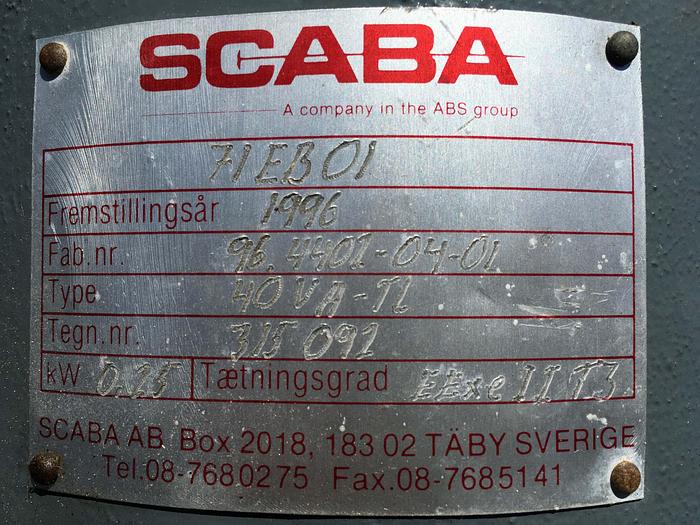 SCABA
A company in the ABS group
71EB01
Fremstillingsår 1996
Fab.nr. 96.4401-04-01
Type 40VA-TL
Tegn.nr. 315 091
kW 0.25 Tætningsgrad EExe II T3
SCABA AB Box 2018, 183 02 TÄBY SVERIGE
Tel.08-7680275 Fax.08-7685141